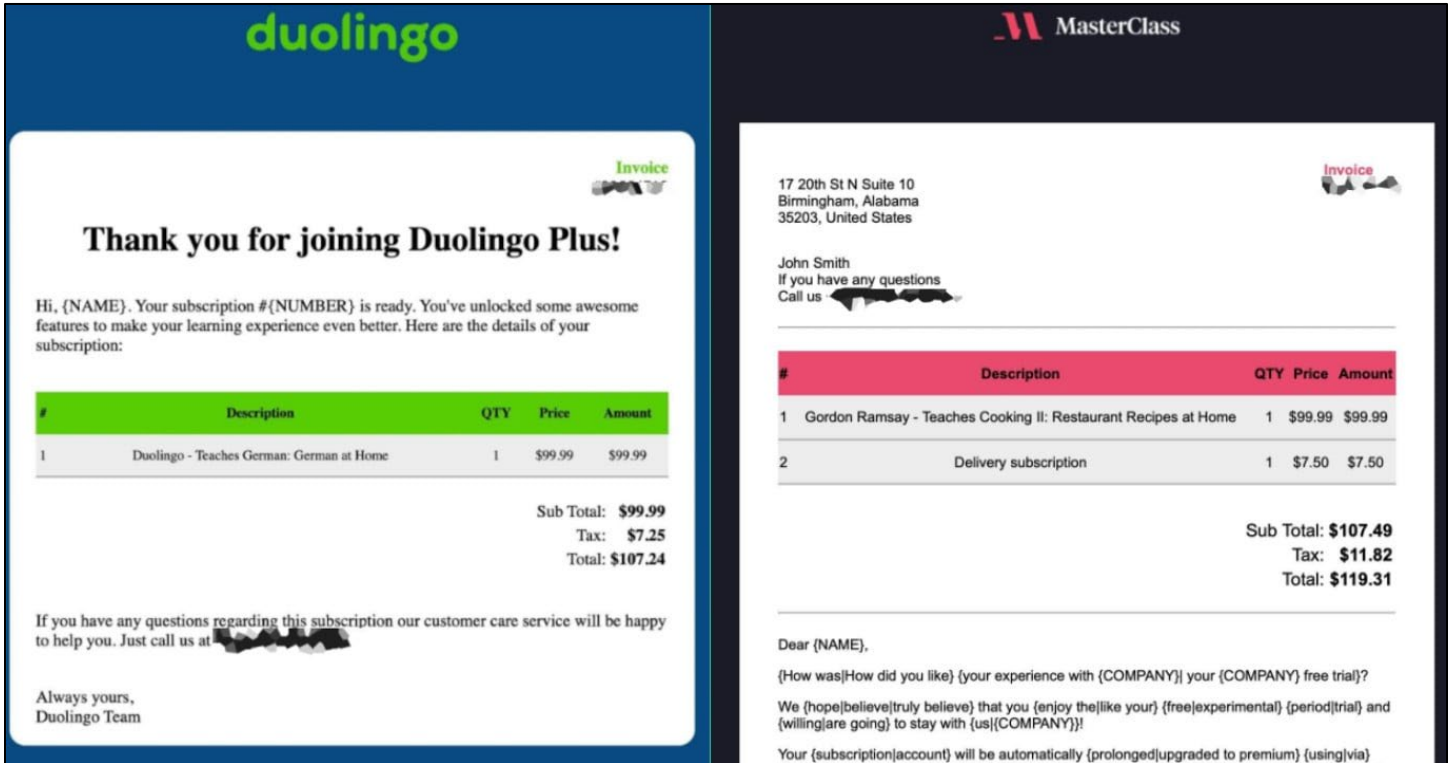 duolingo
Invoice
Thank you for joining Duolingo Plus!
Hi, {NAME}. Your subscription #{NUMBER} is ready. You've unlocked some awesome
features to make your learning experience even better. Here are the details of your
subscription:
# Description QTY Price Amount
1 Duolingo - Teaches German: German at Home 1 $99.99 $99.99
Sub Total: $99.99
Tax: $7.25
Total: $107.24
If you have any questions regarding this subscription our customer care service will be happy
to help you. Just call us at
Always yours,
Duolingo Team
MasterClass
Invoice
17 20th St N Suite 10
Birmingham, Alabama
35203, United States
John Smith
If you have any questions
Call us
# Description QTY Price Amount
1 Gordon Ramsay - Teaches Cooking II: Restaurant Recipes at Home 1 $99.99 $99.99
2 Delivery subscription 1 $7.50 $7.50
Sub Total: $107.49
Tax: $11.82
Total: $119.31
Dear {NAME},
{How was|How did you like} {your experience with {COMPANY}| your {COMPANY} free trial}?
We {hope|believe|truly believe} that you {enjoy the|like your} {free|experimental} {period|trial} and
{willing|are going} to stay with {us|{COMPANY}}!
Your {subscription|account} will be automatically {prolonged|upgraded to premium} {using|via}